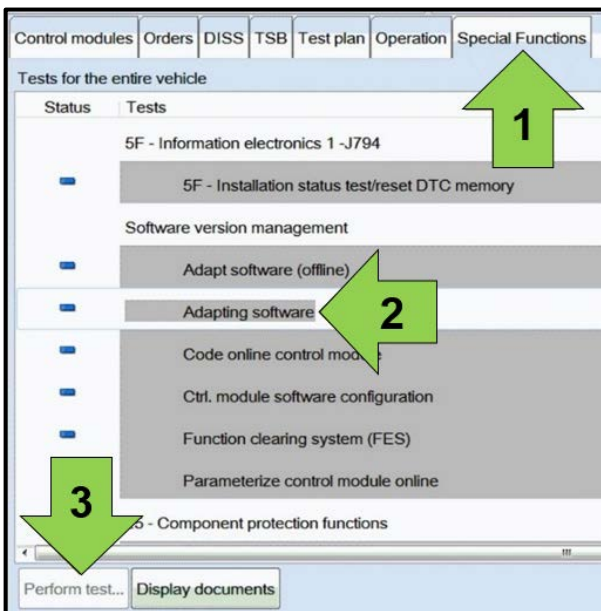 Control modules Orders DISS TSB Test plan Operation Special Functions
Tests for the entire vehicle
Status Tests
1
5F - Information electronics 1 -J794
5F - Installation status test/reset DTC memory
Software version management
Adapt software (offline)
Adapting software 2
Code online control module
Ctrl. module software configuration
Function clearing system (FES)
Parameterize control module online
3
5 - Component protection functions
Perform test... Display documents